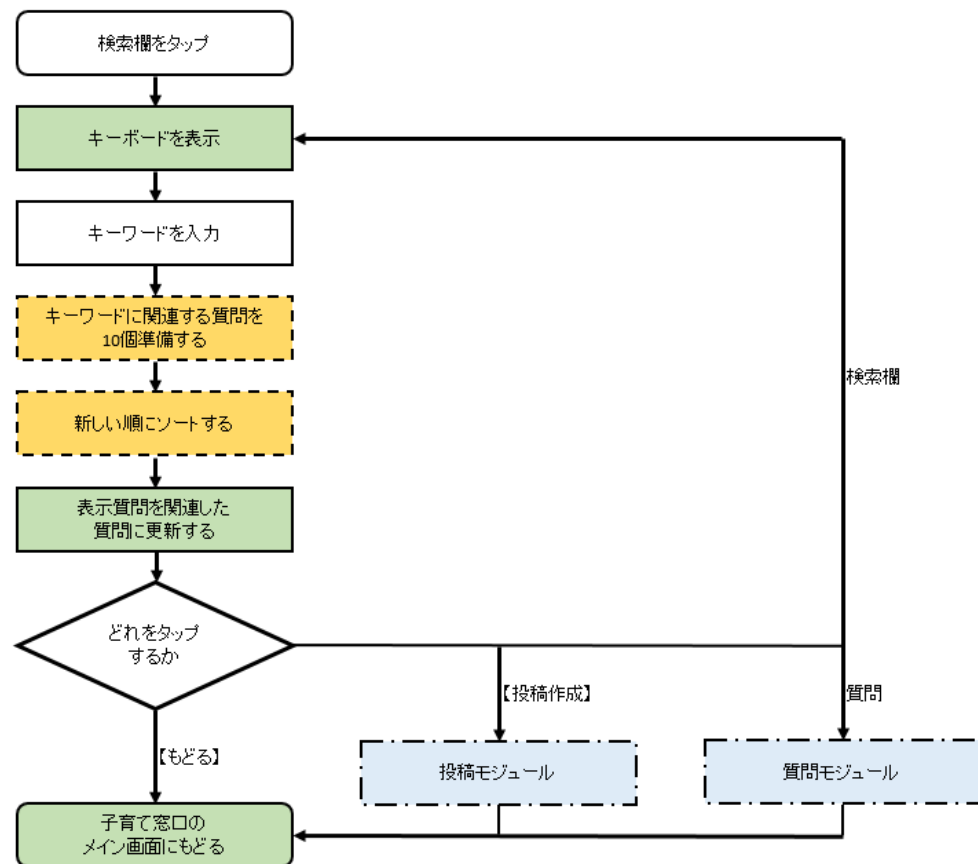 検索欄をタップ
キーボードを表示
キーワードを入力
キーワードに関連する質問を
10個準備する
新しい順にソートする
検索欄
表示質問を関連した
質問に更新する
どれをタップ
するか
【投稿作成】
質問
【もどる】
投稿モジュール
質問モジュール
子育て窓口の
メイン画面にもどる